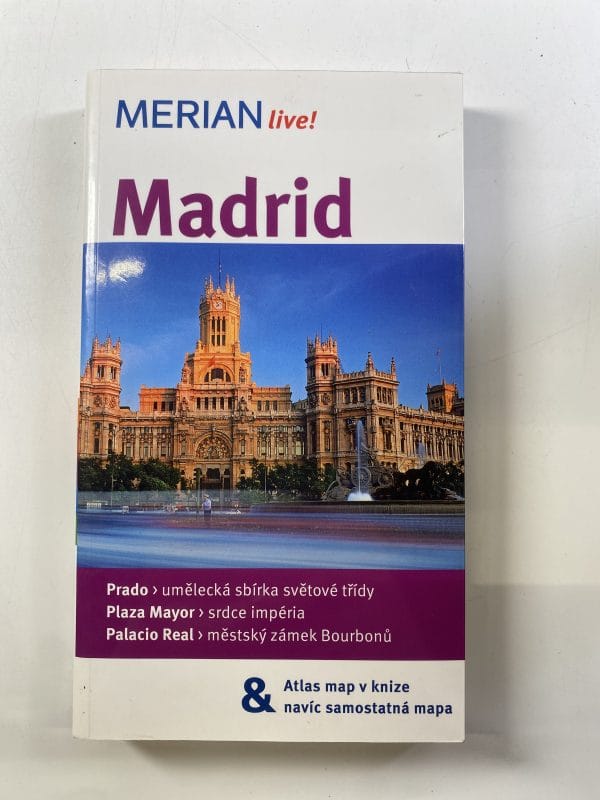 MERIAN live!
Madrid
Prado › umělecká sbírka světové třídy
Plaza Mayor › srdce impéria
Palacio Real › městský zámek Bourbonů
& Atlas map v knize
navíc samostatná mapa